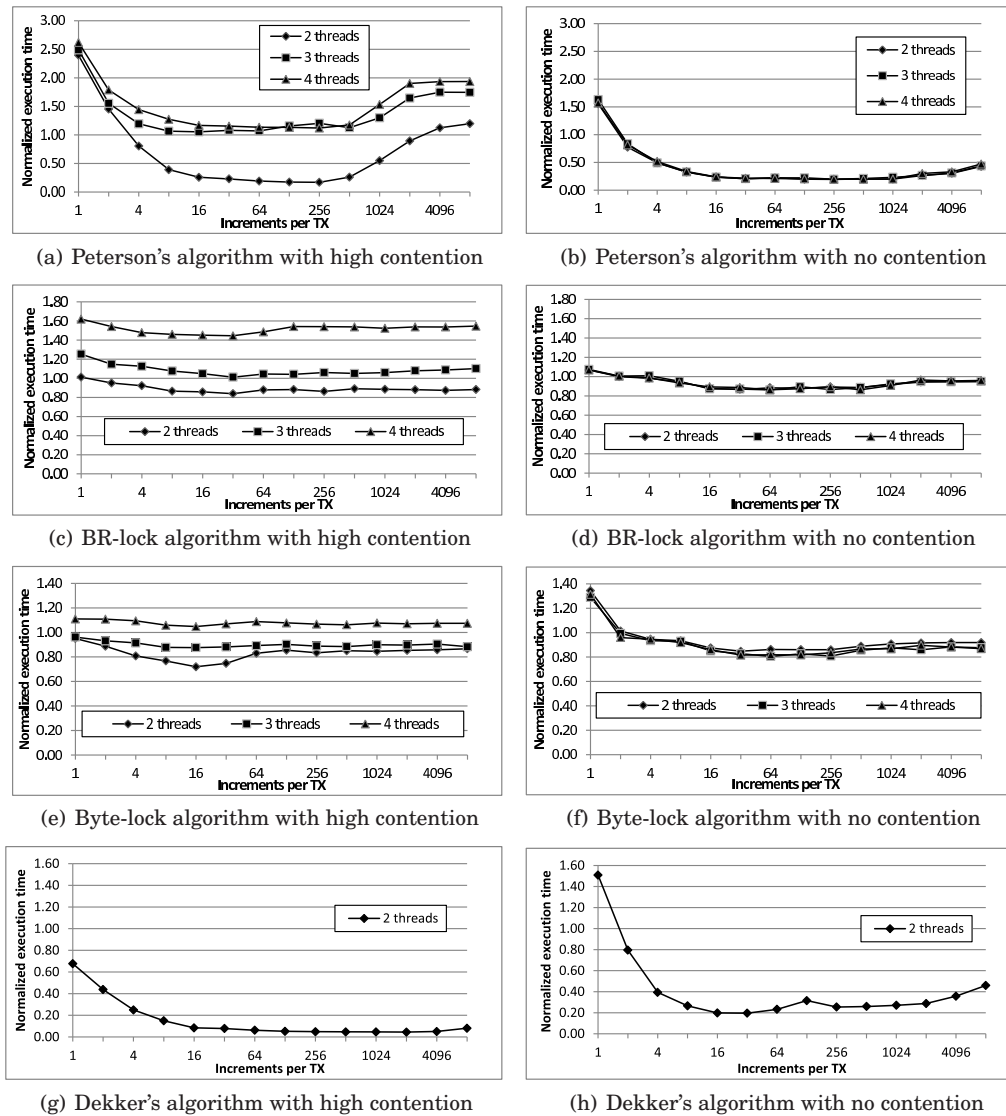 3.00
2.50
2.00
1.50
1.00
0.50
0.00
Normalized execution time
2 threads
3 threads
4 threads
1 4 16 64 256 1024 4096
Increments per TX
(a) Peterson's algorithm with high contention
3.00
2.50
2.00
1.50
1.00
0.50
0.00
Normalized execution time
2 threads
3 threads
4 threads
1 4 16 64 256 1024 4096
Increments per TX
(b) Peterson's algorithm with no contention
1.80
1.60
1.40
1.20
1.00
0.80
0.60
0.40
0.20
0.00
Normalized execution time
2 threads 3 threads 4 threads
1 4 16 64 256 1024 4096
Increments per TX
(c) BR-lock algorithm with high contention
1.80
1.60
1.40
1.20
1.00
0.80
0.60
0.40
0.20
0.00
Normalized execution time
2 threads 3 threads 4 threads
1 4 16 64 256 1024 4096
Increments per TX
(d) BR-lock algorithm with no contention
1.40
1.20
1.00
0.80
0.60
0.40
0.20
0.00
Normalized execution time
2 threads 3 threads 4 threads
1 4 16 64 256 1024 4096
Increments per TX
(e) Byte-lock algorithm with high contention
1.40
1.20
1.00
0.80
0.60
0.40
0.20
0.00
Normalized execution time
2 threads 3 threads 4 threads
1 4 16 64 256 1024 4096
Increments per TX
(f) Byte-lock algorithm with no contention
1.60
1.40
1.20
1.00
0.80
0.60
0.40
0.20
0.00
Normalized execution time
2 threads
1 4 16 64 256 1024 4096
Increments per TX
(g) Dekker's algorithm with high contention
1.60
1.40
1.20
1.00
0.80
0.60
0.40
0.20
0.00
Normalized execution time
2 threads
1 4 16 64 256 1024 4096
Increments per TX
(h) Dekker's algorithm with no contention